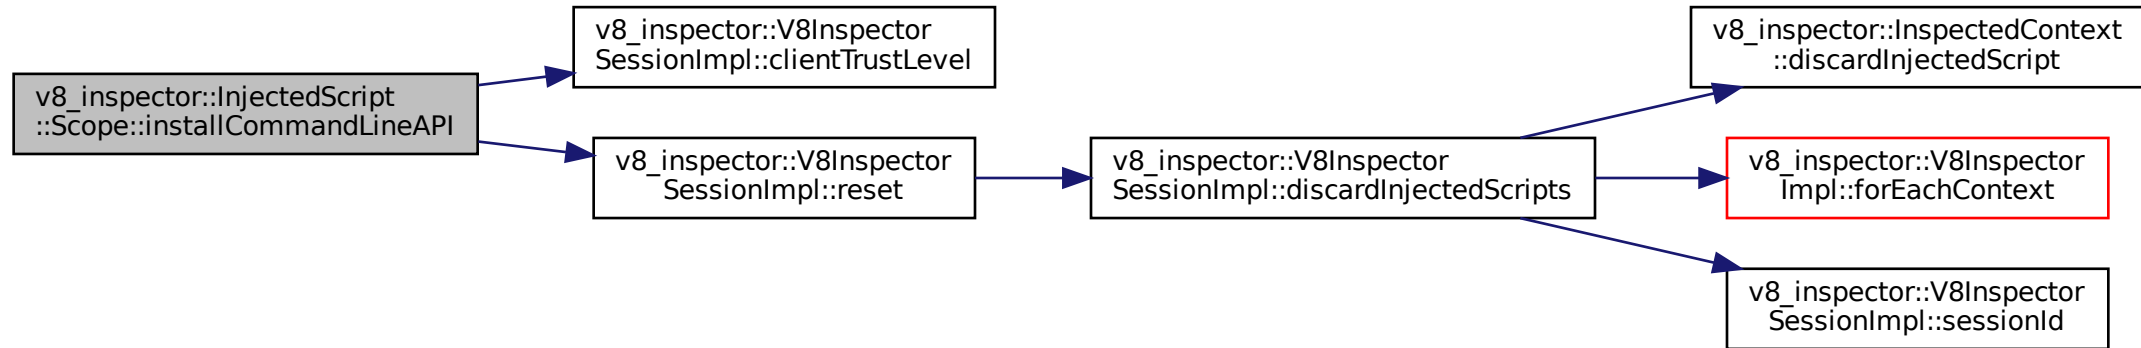 v8_inspector::InjectedScript
::Scope::installCommandLineAPI
v8_inspector::V8Inspector
SessionImpl::clientTrustLevel
v8_inspector::V8Inspector
SessionImpl::reset
v8_inspector::V8Inspector
SessionImpl::discardInjectedScripts
v8_inspector::InspectedContext
::discardInjectedScript
v8_inspector::V8Inspector
Impl::forEachContext
v8_inspector::V8Inspector
SessionImpl::sessionId